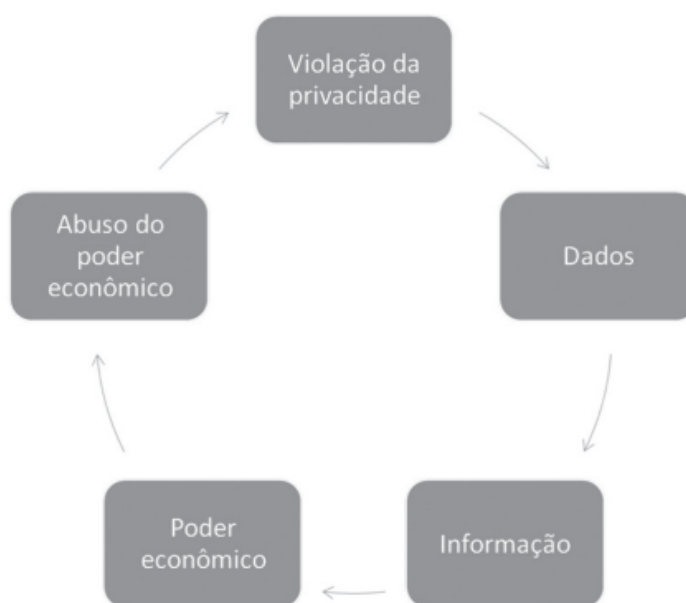 Violação da
privacidade
Dados
Informação
Poder
econômico
Abuso do
poder
econômico